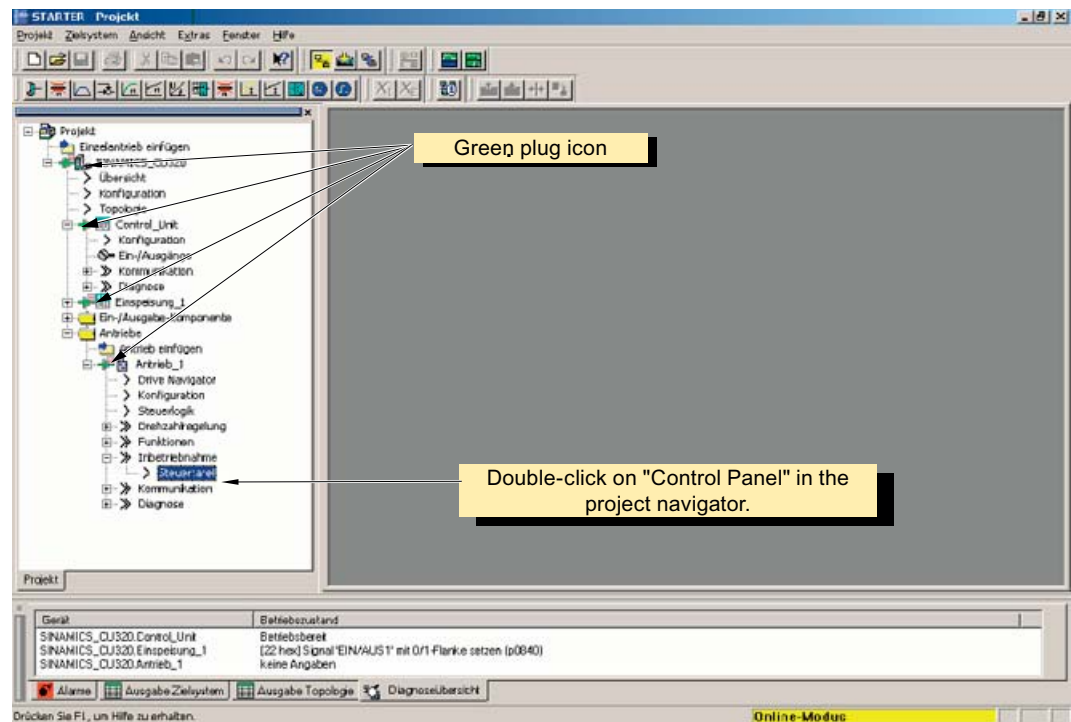 STARTER Projekt
Projekt Zielsystem Ansicht Extras Fenster Hilfe
Projekt
Einzelantrieb einfügen
SINAMICS_CU320
Übersicht
Konfiguration
Topologie
Control_Unit
Konfiguration
Ein-/Ausgänge
Kommunikation
Diagnose
Einspeisung_1
Ein-/Ausgabe-Komponente
Antriebe
Antrieb einfügen
Antrieb_1
Drive Navigator
Konfiguration
Steuerlogik
Drehzahlregelung
Funktionen
Inbetriebnahme
Steuertafel
Kommunikation
Diagnose
Green plug icon
Double-click on "Control Panel" in the
project navigator.
Projekt
Gerät Betriebszustand
SINAMICS_CU320.Control_Unit Betriebsbereit
SINAMICS_CU320.Einspeisung_1 [22 hex] Signal 'EIN/AUS1' mit 0/1-Flanke setzen (p0840)
SINAMICS_CU320.Antrieb_1 keine Angaben
Alarme Ausgabe Zielsystem Ausgabe Topologie Diagnoseübersicht
Drücken Sie F1, um Hilfe zu erhalten. Online-Modus